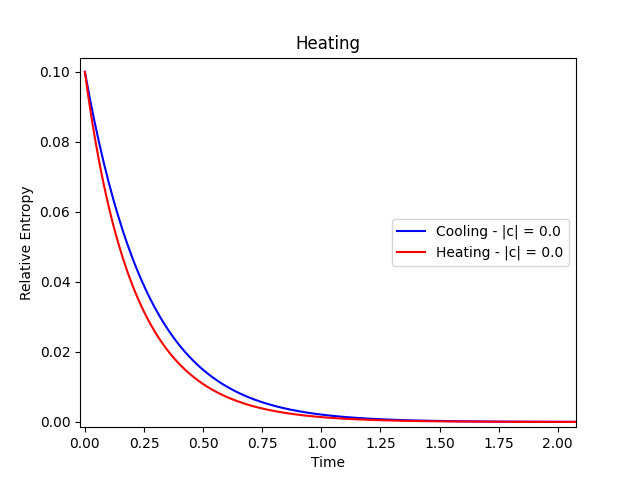 Heating
0.10
0.08
0.06
0.04
0.02
0.00
Relative Entropy
Cooling - |c| = 0.0
Heating - |c| = 0.0
0.00 0.25 0.50 0.75 1.00 1.25 1.50 1.75 2.00
Time